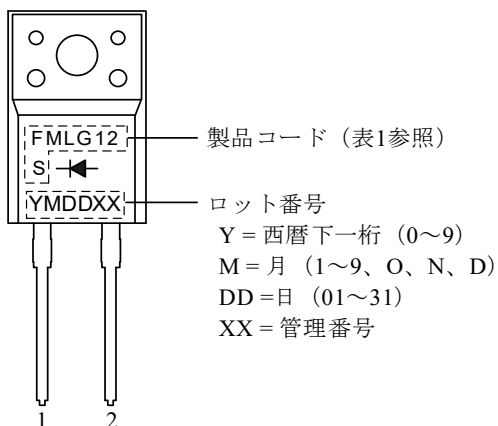 FMLG12
S
YMDDXX
製品コード（表1参照）
ロット番号
Y = 西暦下一桁（0～9）
M = 月（1～9、O、N、D）
DD =日（01～31）
XX = 管理番号
1 2